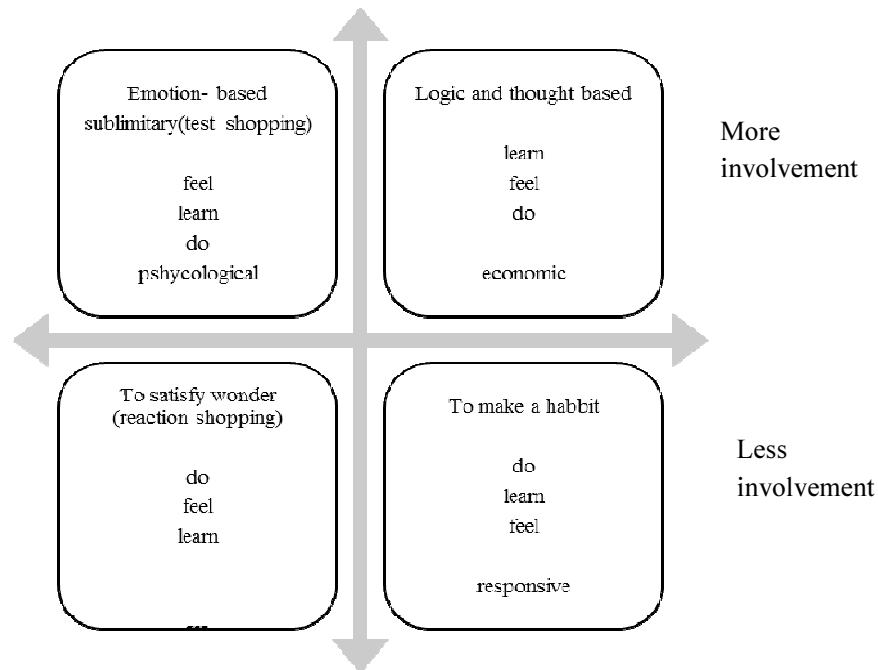 Emotion- based
sublimitary(test shopping)
feel
learn
do
pshycological
Logic and thought based
learn
feel
do
economic
More
involvement
To satisfy wonder
(reaction shopping)
do
feel
learn
To make a habbit
do
learn
feel
responsive
Less
involvement